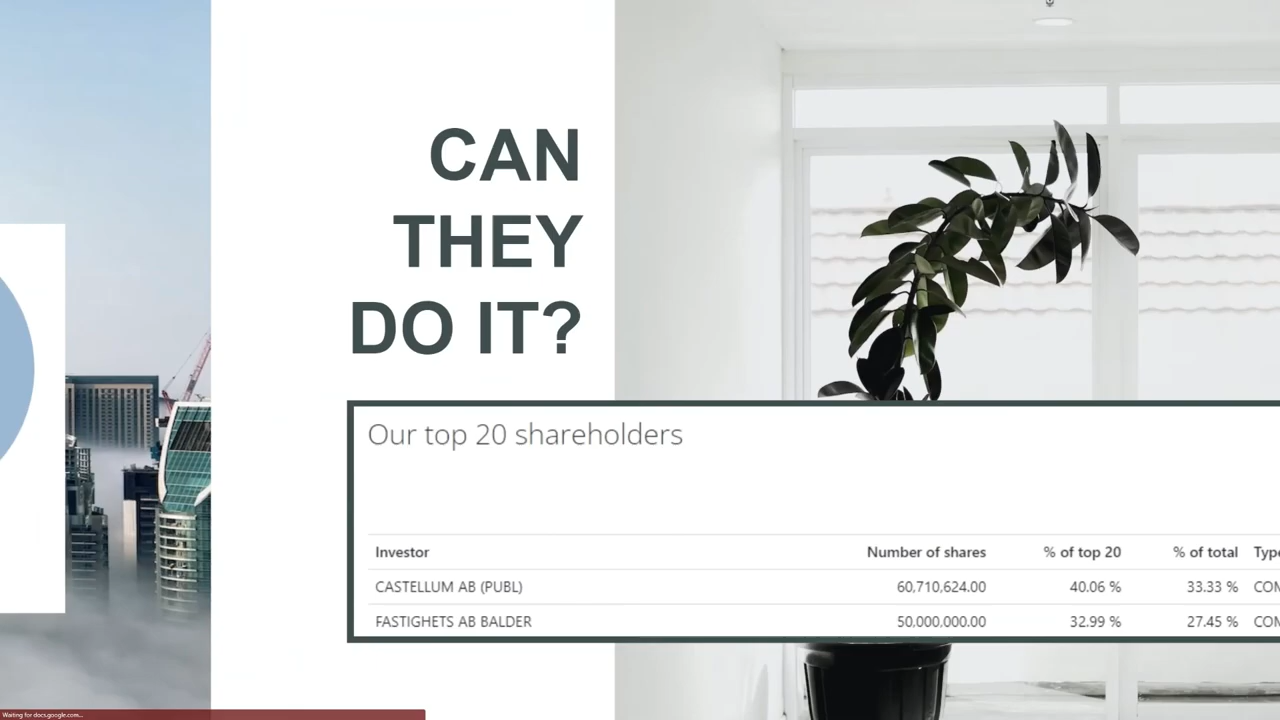 CAN
THEY
DO IT?
Our top 20 shareholders
Investor Number of shares % of top 20 % of total
CASTELLUM AB (PUBL) 60,710,624.00 40.06 % 33.33 %
FASTIGHETS AB BALDER 50,000,000.00 32.99 % 27.45 %
Waiting for docs.google.com...